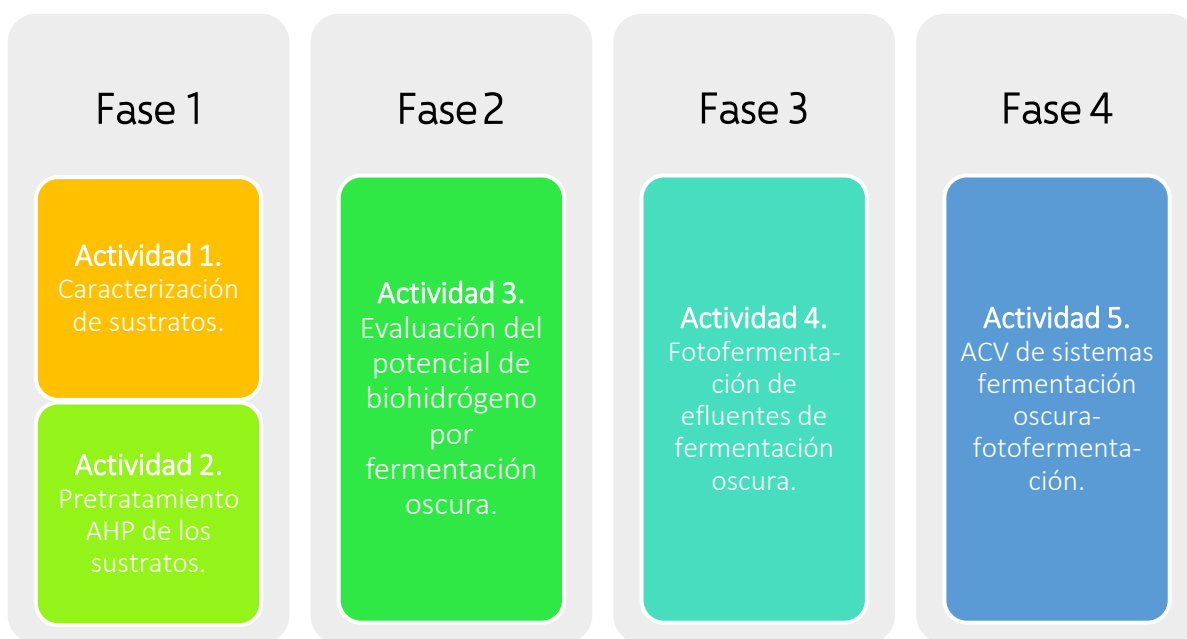 Fase 1
Actividad 1.
Caracterización
de sustratos.
Actividad 2.
Pretratamiento
AHP de los
sustratos.
Fase 2
Actividad 3.
Evaluación del
potencial de
biohidrógeno
por
fermentación
oscura.
Fase 3
Actividad 4.
Fotofermenta-
ción de
efluentes de
fermentación
oscura.
Fase 4
Actividad 5.
ACV de sistemas
fermentación
oscura-
fotofermenta-
ción.